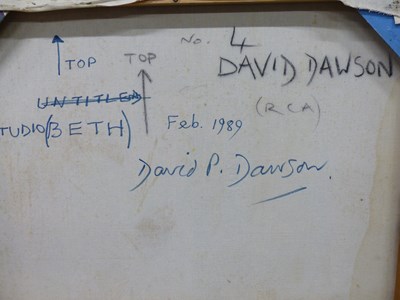 No. 4
TOP
TOP
DAVID DAWSON
UNTITLED
(RCA)
TUDIO (BETH)
Feb. 1989
David P. Dawson.